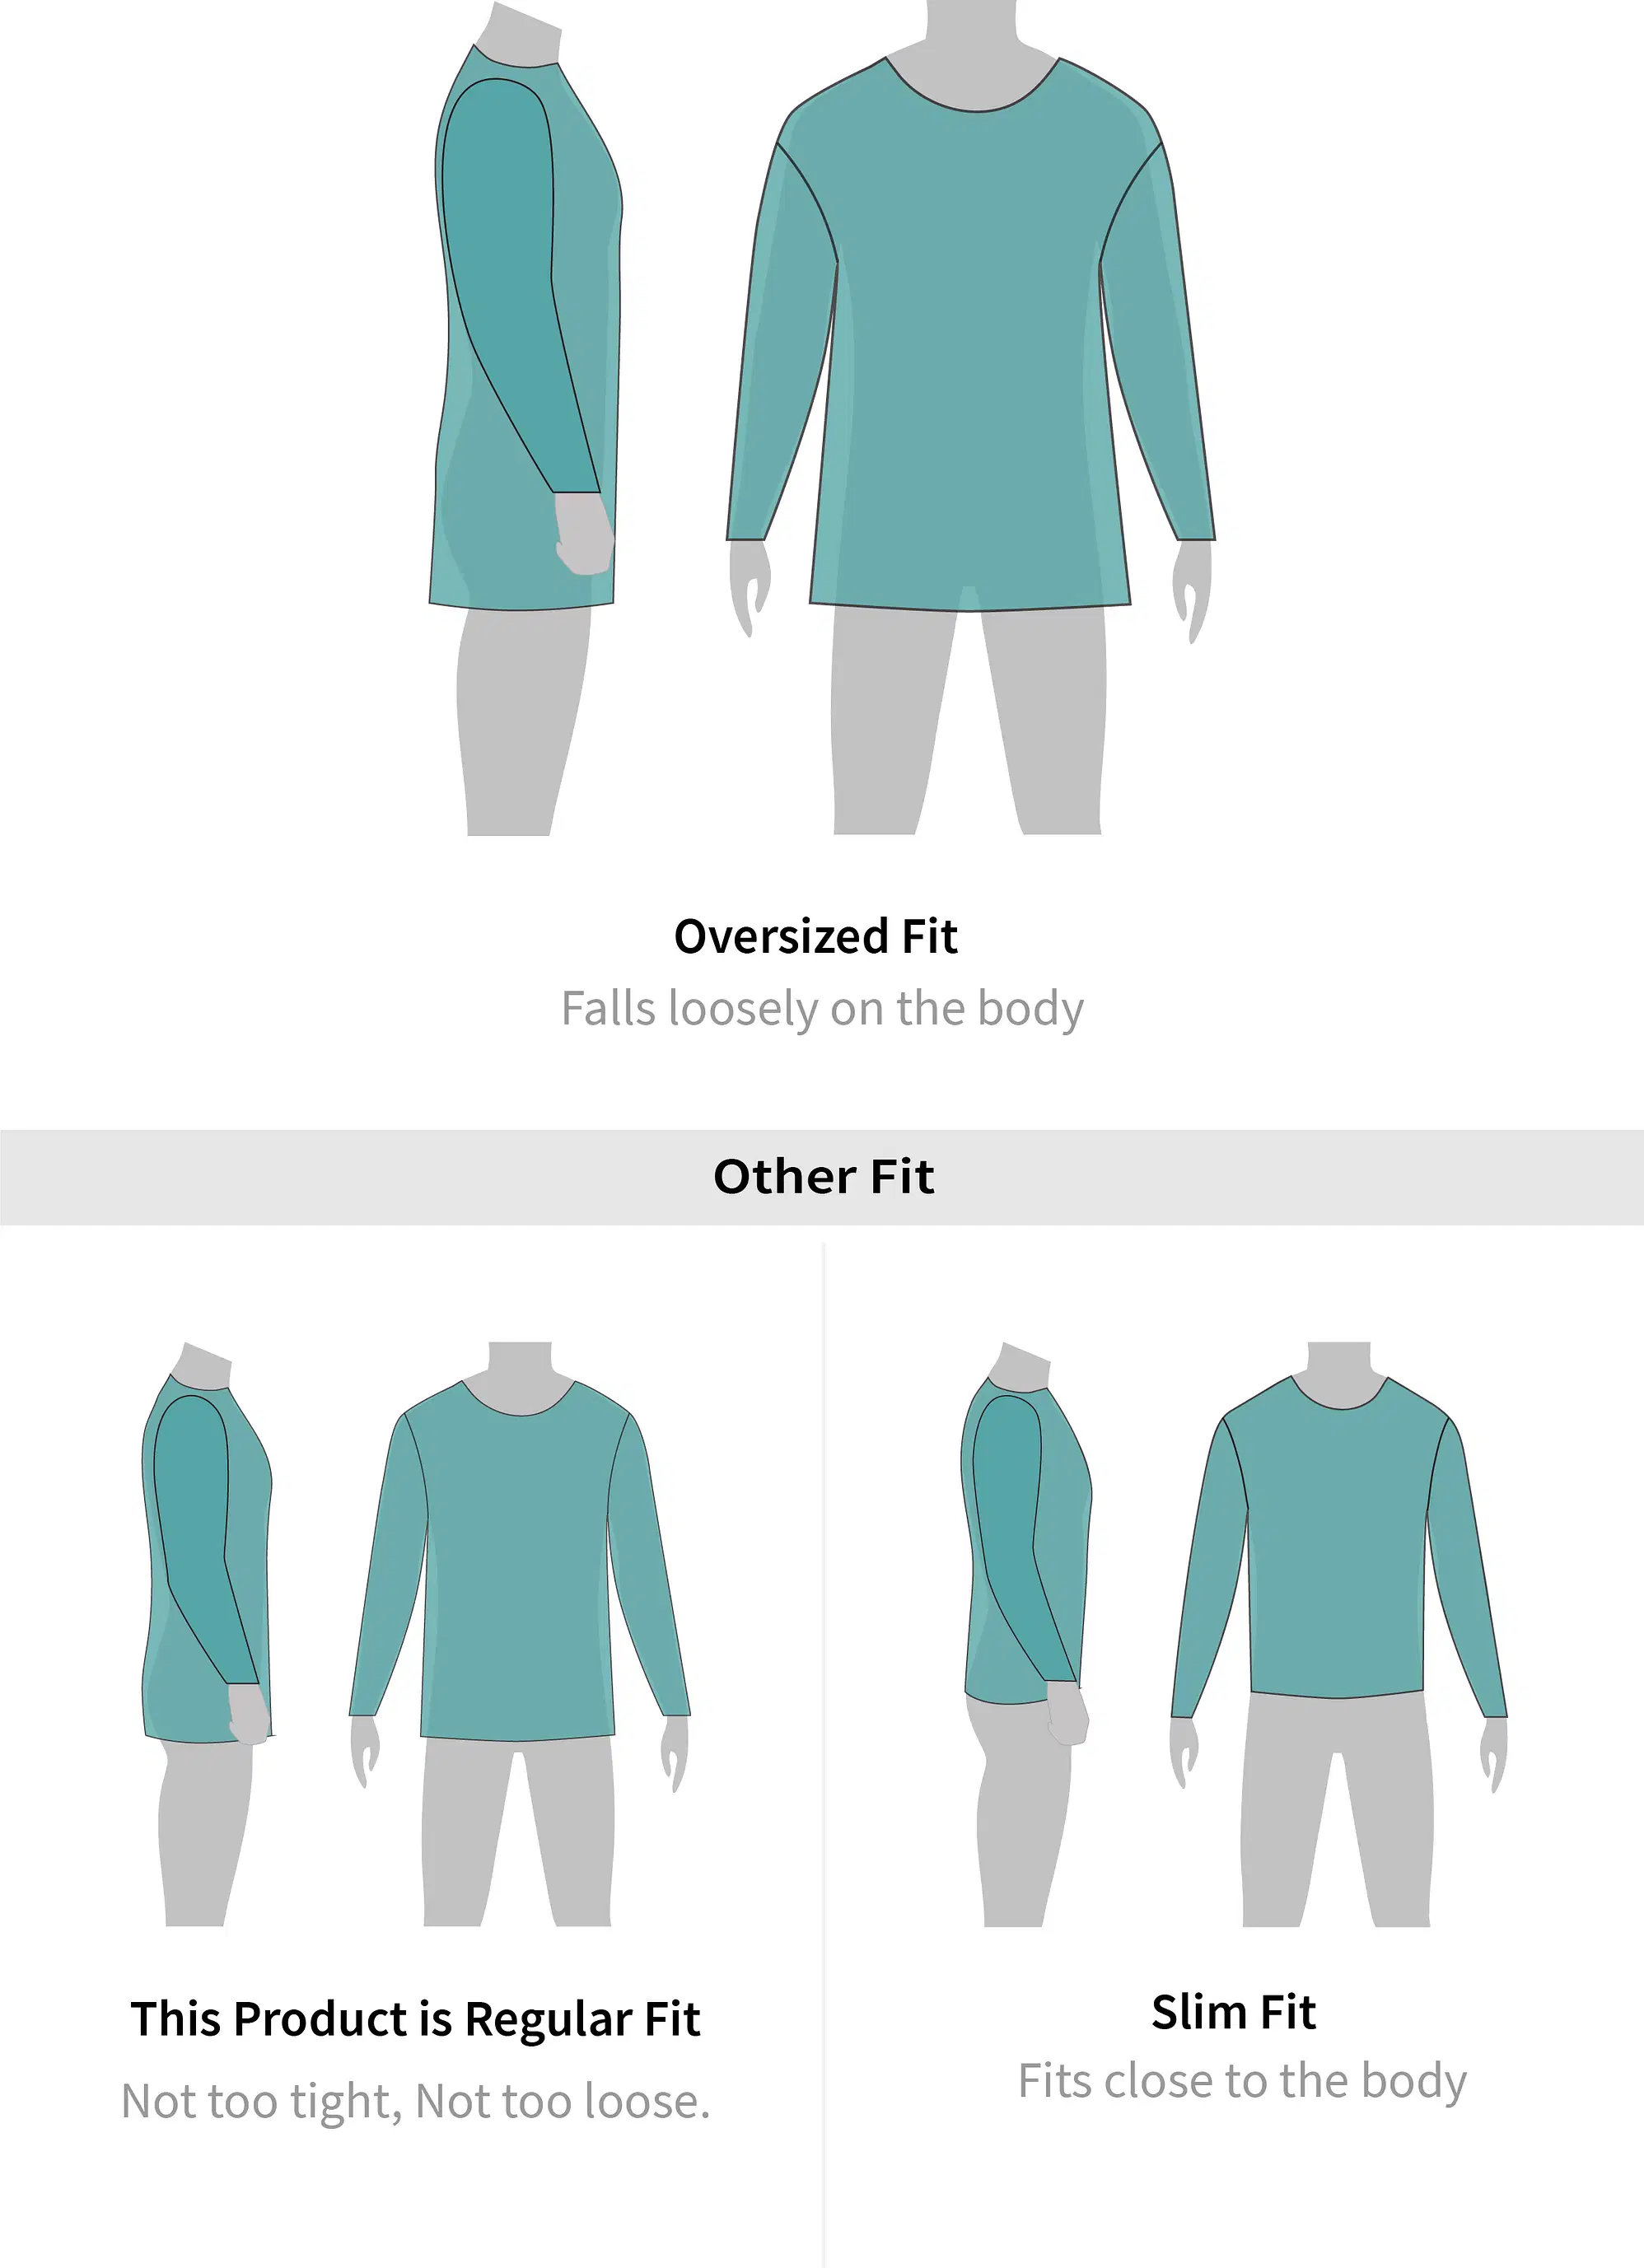 Oversized Fit
Falls loosely on the body
Other Fit
This Product is Regular Fit
Not too tight, Not too loose.
Slim Fit
Fits close to the body